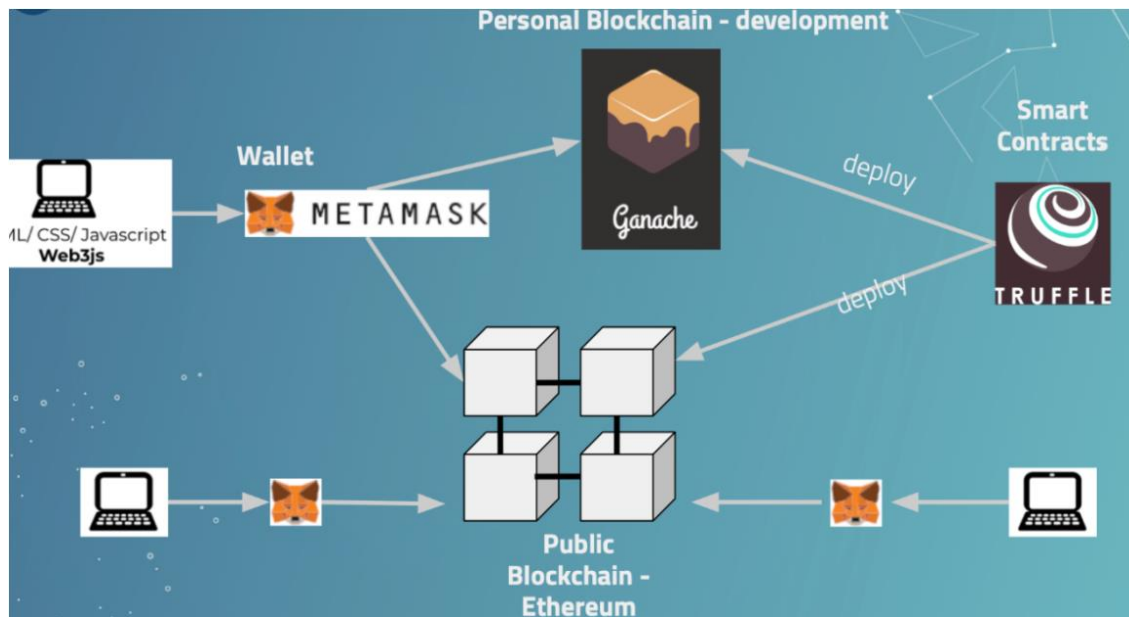 Personal Blockchain - development
Smart
Contracts
Wallet
deploy
METAMASK
Ganache
ML/ CSS/ Javascript
Web3js
deploy
TRUFFLE
Public
Blockchain -
Ethereum